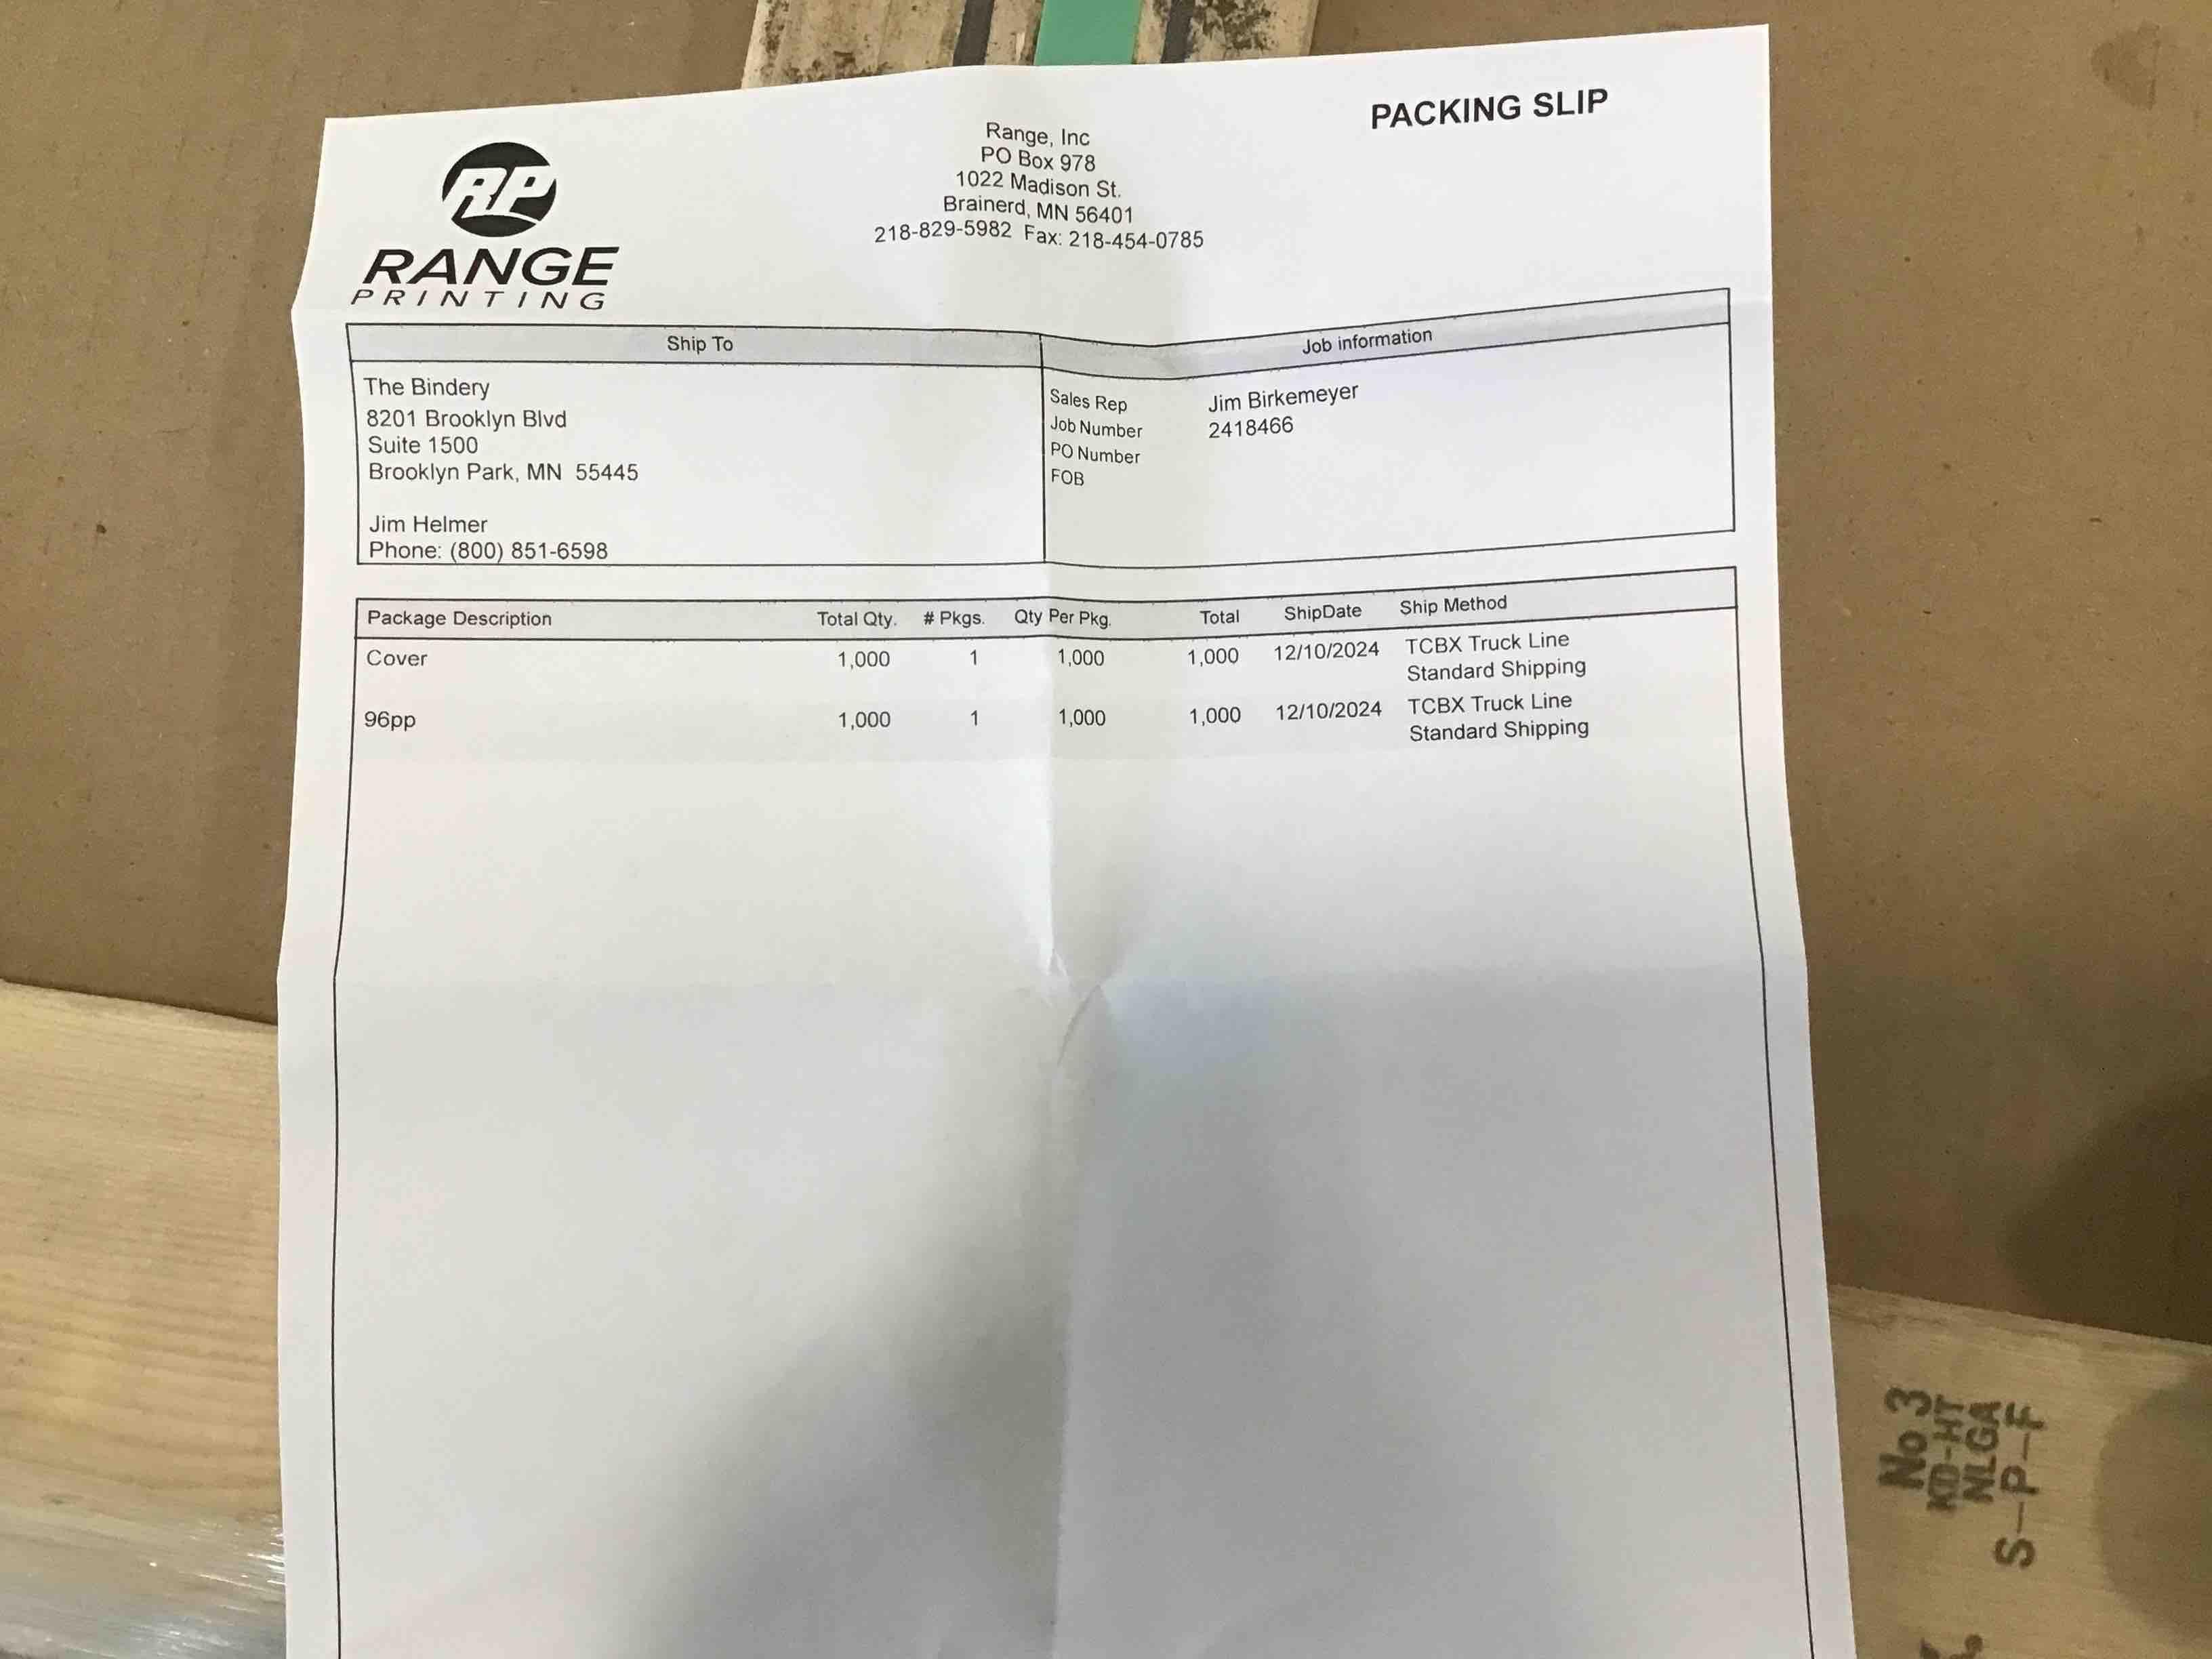 PACKING SLIP
RP
RANGE
PRINTING
Range, Inc
PO Box 978
1022 Madison St.
Brainerd, MN 56401
218-829-5982 Fax: 218-454-0785
Ship To
The Bindery
8201 Brooklyn Blvd
Suite 1500
Brooklyn Park, MN 55445
Jim Helmer
Phone: (800) 851-6598
Job information
Sales Rep Jim Birkemeyer
Job Number 2418466
PO Number
FOB
Package Description Total Qty. # Pkgs. Qty Per Pkg. Total ShipDate Ship Method
Cover 1,000 1 1,000 1,000 12/10/2024 TCBX Truck Line
Standard Shipping
96pp 1,000 1 1,000 1,000 12/10/2024 TCBX Truck Line
Standard Shipping
No 3
KD-HT
NLGA
S-P-F